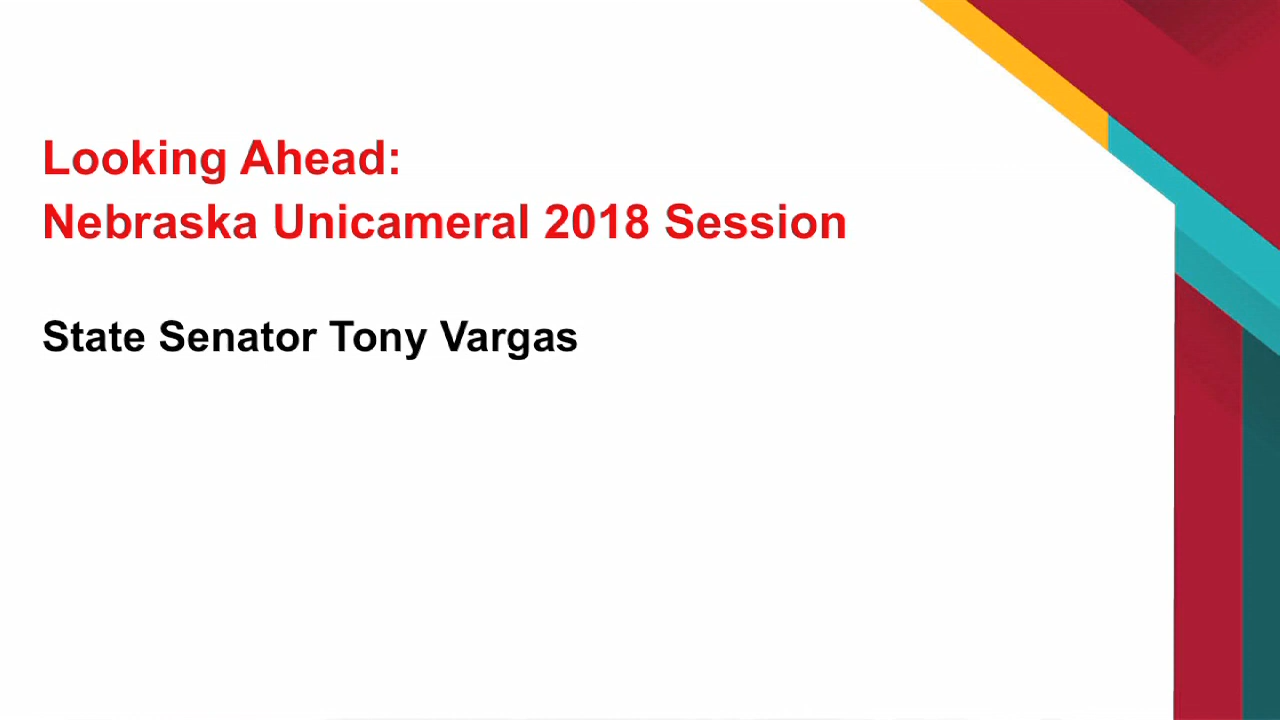 Looking Ahead:
Nebraska Unicameral 2018 Session
State Senator Tony Vargas